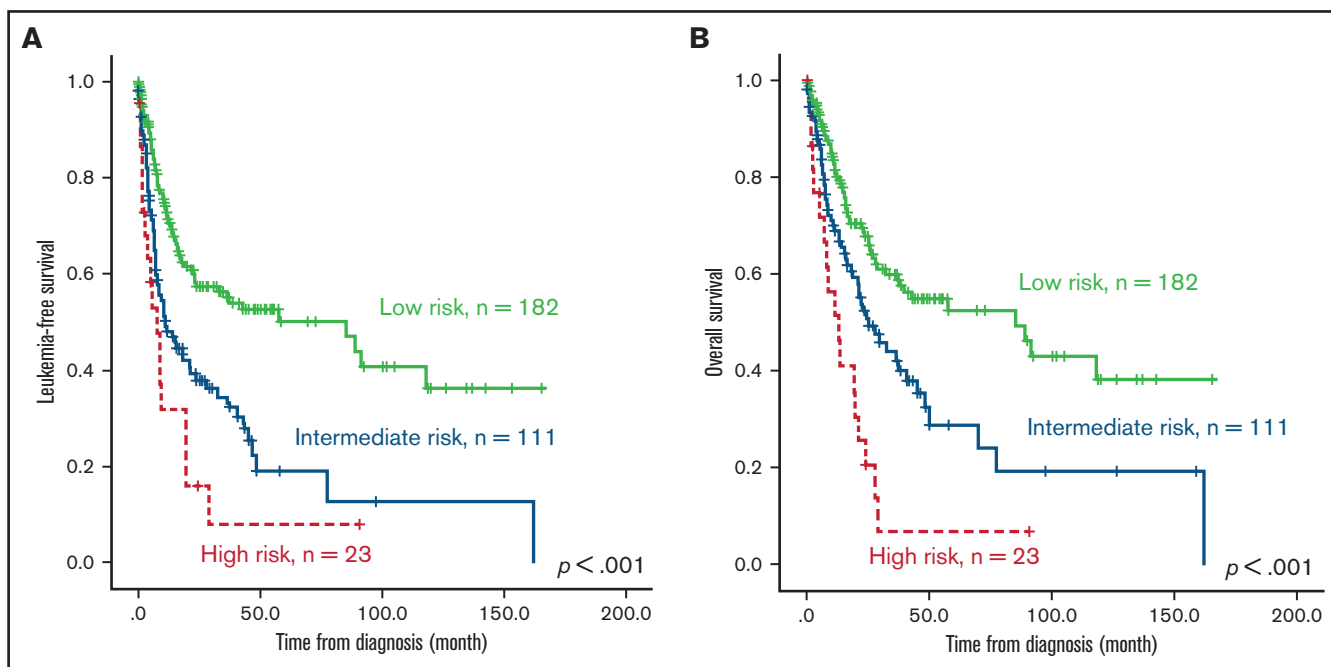 A
1.0
0.8
0.6
0.4
0.2
0.0
Leukemia-free survival
Low risk, n = 182
Intermediate risk, n = 111
High risk, n = 23
p < .001
.0
50.0
100.0
150.0
200.0
Time from diagnosis (month)
B
1.0
0.8
0.6
0.4
0.2
0.0
Overall survival
Low risk, n = 182
Intermediate risk, n = 111
High risk, n = 23
p < .001
.0
50.0
100.0
150.0
200.0
Time from diagnosis (month)